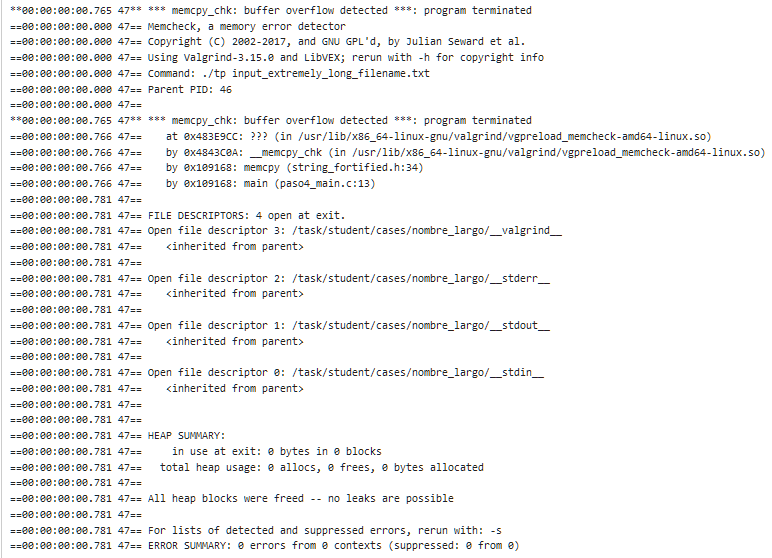 **00:00:00:00.765 47** *** memcpy_chk: buffer overflow detected ***: program terminated
==00:00:00:00.000 47== Memcheck, a memory error detector
==00:00:00:00.000 47== Copyright (C) 2002-2017, and GNU GPL'd, by Julian Seward et al.
==00:00:00:00.000 47== Using Valgrind-3.15.0 and LibVEX; rerun with -h for copyright info
==00:00:00:00.000 47== Command: ./tp input_extremely_long_filename.txt
==00:00:00:00.000 47== Parent PID: 46
==00:00:00:00.000 47==
**00:00:00:00.765 47** *** memcpy_chk: buffer overflow detected ***: program terminated
==00:00:00:00.766 47==    at 0x483E9CC: ??? (in /usr/lib/x86_64-linux-gnu/valgrind/vgpreload_memcheck-amd64-linux.so)
==00:00:00:00.766 47==    by 0x4843C0A: __memcpy_chk (in /usr/lib/x86_64-linux-gnu/valgrind/vgpreload_memcheck-amd64-linux.so)
==00:00:00:00.766 47==    by 0x109168: memcpy (string_fortified.h:34)
==00:00:00:00.766 47==    by 0x109168: main (paso4_main.c:13)
==00:00:00:00.781 47==
==00:00:00:00.781 47== FILE DESCRIPTORS: 4 open at exit.
==00:00:00:00.781 47== Open file descriptor 3: /task/student/cases/nombre_largo/__valgrind__
==00:00:00:00.781 47==    <inherited from parent>
==00:00:00:00.781 47==
==00:00:00:00.781 47== Open file descriptor 2: /task/student/cases/nombre_largo/__stderr__
==00:00:00:00.781 47==    <inherited from parent>
==00:00:00:00.781 47==
==00:00:00:00.781 47== Open file descriptor 1: /task/student/cases/nombre_largo/__stdout__
==00:00:00:00.781 47==    <inherited from parent>
==00:00:00:00.781 47==
==00:00:00:00.781 47== Open file descriptor 0: /task/student/cases/nombre_largo/__stdin__
==00:00:00:00.781 47==    <inherited from parent>
==00:00:00:00.781 47==
==00:00:00:00.781 47==
==00:00:00:00.781 47== HEAP SUMMARY:
==00:00:00:00.781 47==     in use at exit: 0 bytes in 0 blocks
==00:00:00:00.781 47==   total heap usage: 0 allocs, 0 frees, 0 bytes allocated
==00:00:00:00.781 47==
==00:00:00:00.781 47== All heap blocks were freed -- no leaks are possible
==00:00:00:00.781 47==
==00:00:00:00.781 47== For lists of detected and suppressed errors, rerun with: -s
==00:00:00:00.781 47== ERROR SUMMARY: 0 errors from 0 contexts (suppressed: 0 from 0)